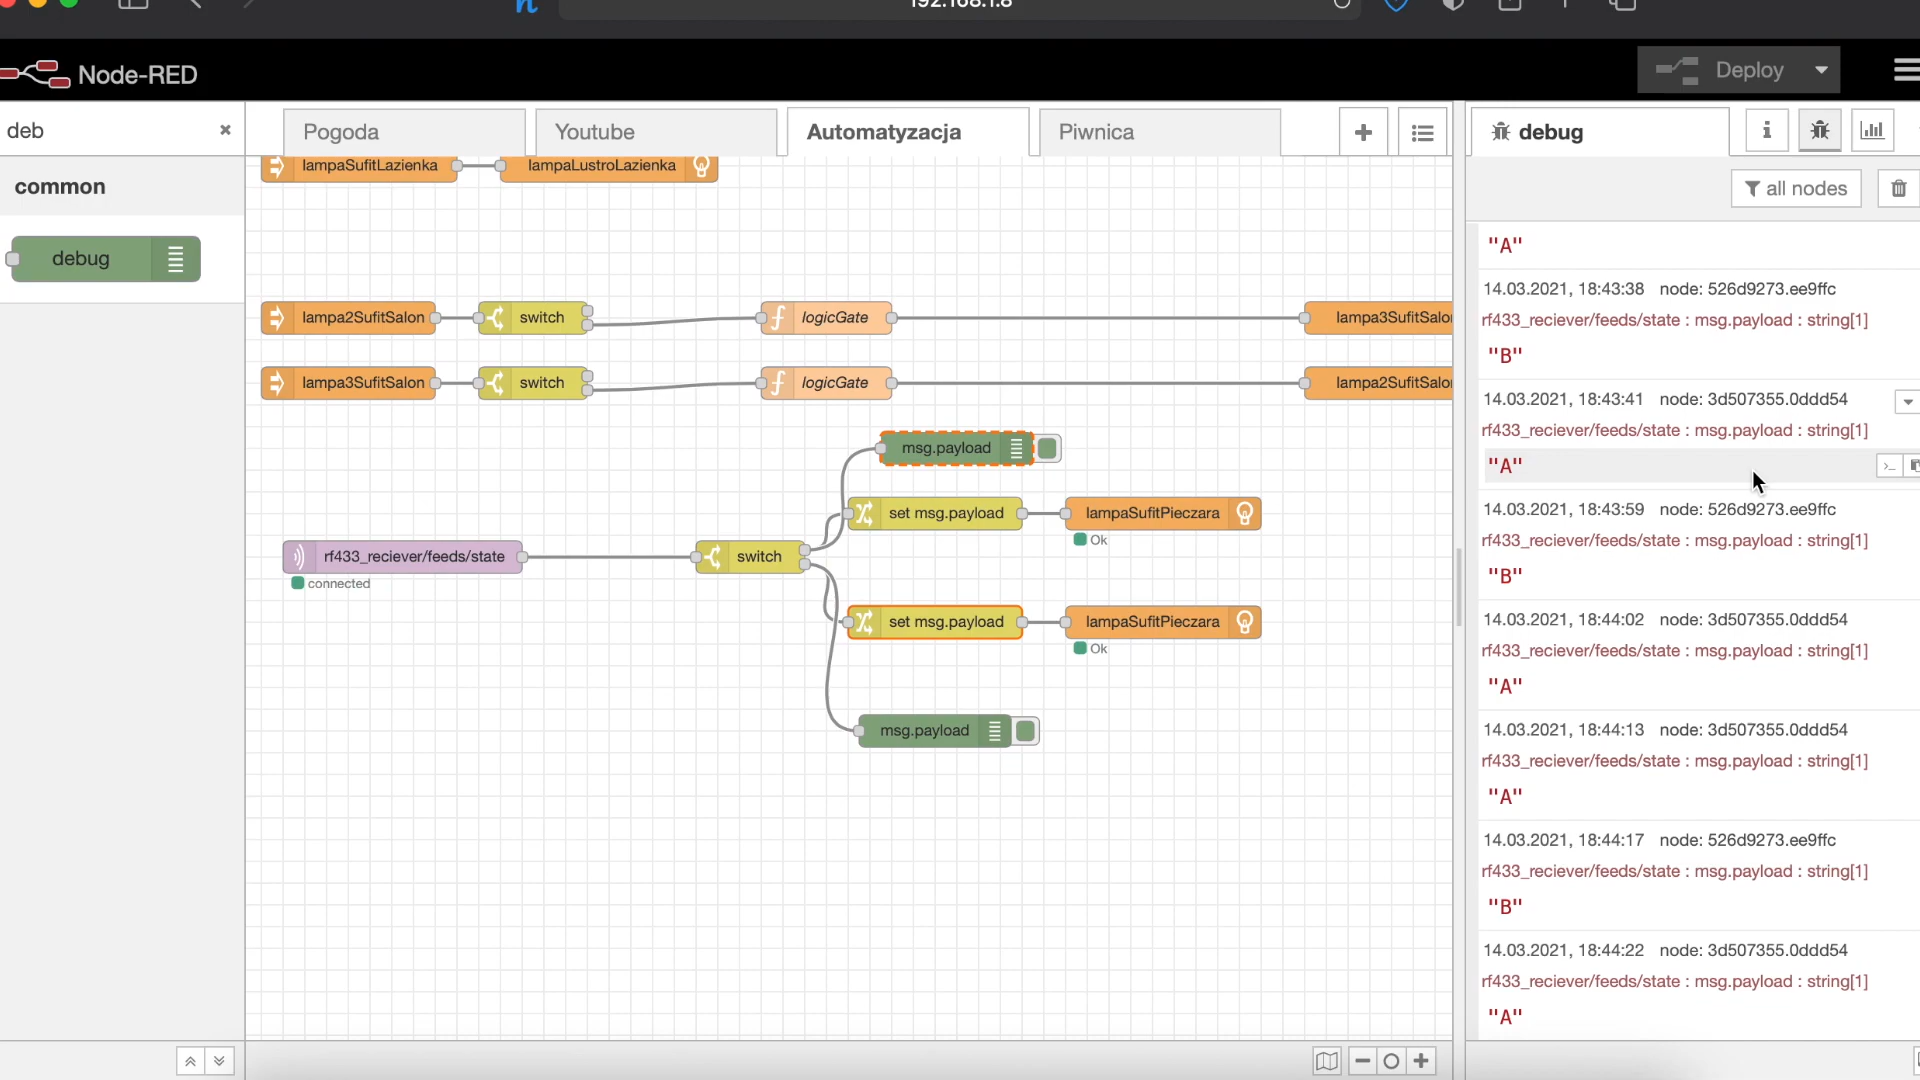 192.168.1.8
Node-RED
Deploy
deb
Pogoda
Youtube
Automatyzacja
Piwnica
debug
common
all nodes
debug
lampaSufitLazienka
lampaLustroLazienka
lampa2SufitSalon
switch
logicGate
lampa3SufitSalon
lampa3SufitSalon
switch
logicGate
lampa2SufitSalon
msg.payload
set msg.payload
lampaSufitPieczara
Ok
rf433_reciever/feeds/state
switch
connected
set msg.payload
lampaSufitPieczara
Ok
msg.payload
"A"
14.03.2021, 18:43:38 node: 526d9273.ee9ffc
rf433_reciever/feeds/state : msg.payload : string[1]
"B"
14.03.2021, 18:43:41 node: 3d507355.0ddd54
rf433_reciever/feeds/state : msg.payload : string[1]
"A"
14.03.2021, 18:43:59 node: 526d9273.ee9ffc
rf433_reciever/feeds/state : msg.payload : string[1]
"B"
14.03.2021, 18:44:02 node: 3d507355.0ddd54
rf433_reciever/feeds/state : msg.payload : string[1]
"A"
14.03.2021, 18:44:13 node: 3d507355.0ddd54
rf433_reciever/feeds/state : msg.payload : string[1]
"A"
14.03.2021, 18:44:17 node: 526d9273.ee9ffc
rf433_reciever/feeds/state : msg.payload : string[1]
"B"
14.03.2021, 18:44:22 node: 3d507355.0ddd54
rf433_reciever/feeds/state : msg.payload : string[1]
"A"